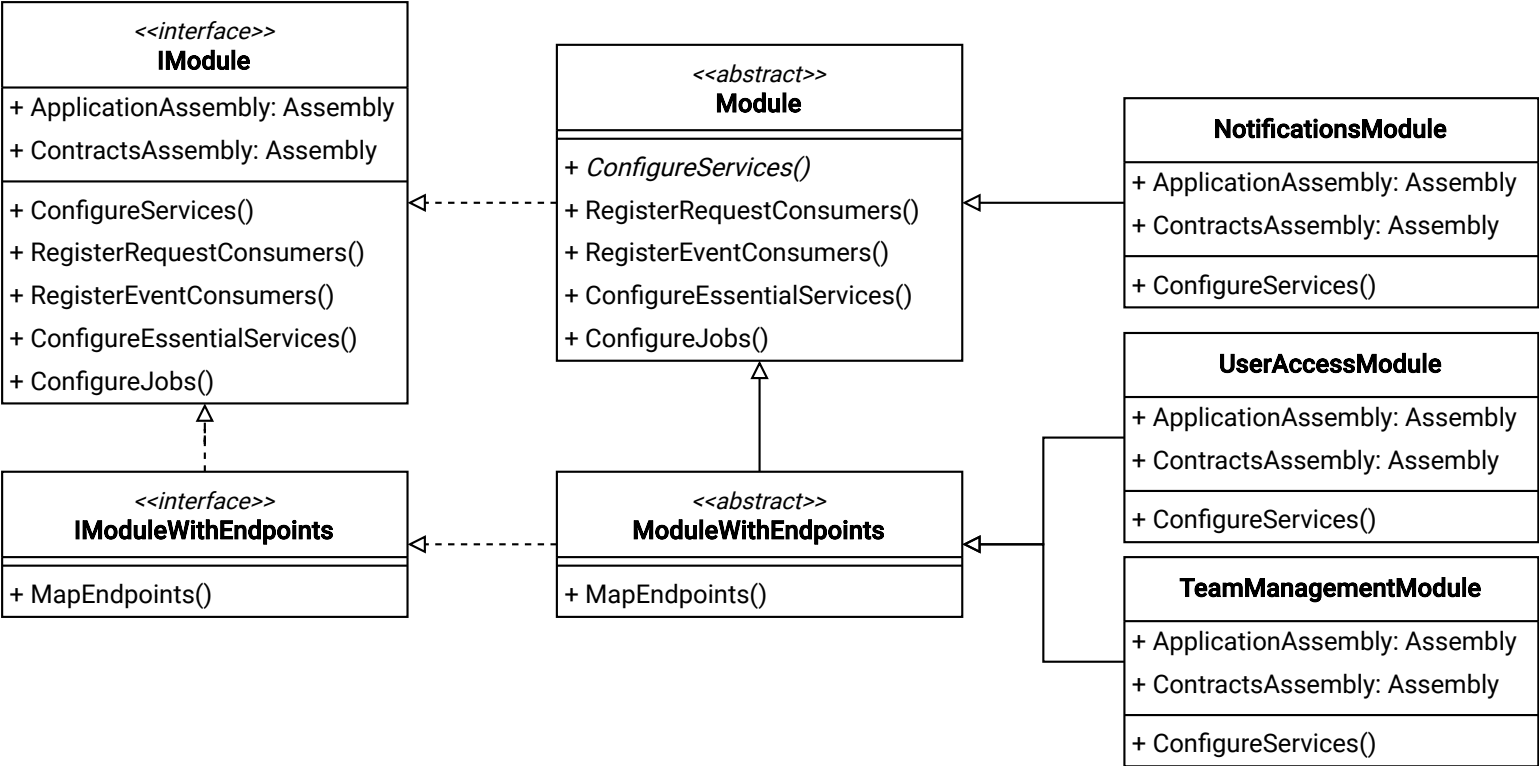 <<interface>>
IModule
+ ApplicationAssembly: Assembly
+ ContractsAssembly: Assembly
+ ConfigureServices()
+ RegisterRequestConsumers()
+ RegisterEventConsumers()
+ ConfigureEssentialServices()
+ ConfigureJobs()
<<abstract>>
Module
+ ConfigureServices()
+ RegisterRequestConsumers()
+ RegisterEventConsumers()
+ ConfigureEssentialServices()
+ ConfigureJobs()
NotificationsModule
+ ApplicationAssembly: Assembly
+ ContractsAssembly: Assembly
+ ConfigureServices()
<<interface>>
IModuleWithEndpoints
+ MapEndpoints()
<<abstract>>
ModuleWithEndpoints
+ MapEndpoints()
UserAccessModule
+ ApplicationAssembly: Assembly
+ ContractsAssembly: Assembly
+ ConfigureServices()
TeamManagementModule
+ ApplicationAssembly: Assembly
+ ContractsAssembly: Assembly
+ ConfigureServices()